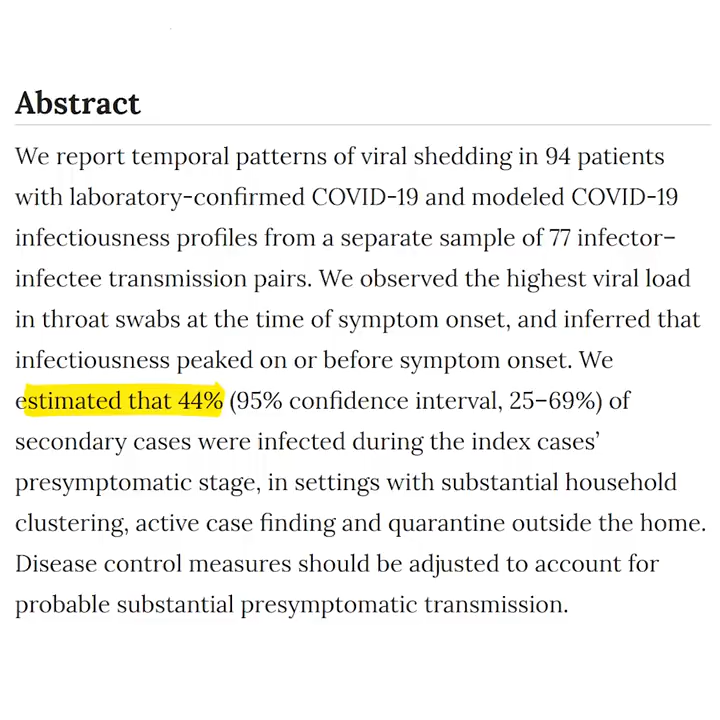 Abstract
We report temporal patterns of viral shedding in 94 patients
with laboratory-confirmed COVID-19 and modeled COVID-19
infectiousness profiles from a separate sample of 77 infector–
infectee transmission pairs. We observed the highest viral load
in throat swabs at the time of symptom onset, and inferred that
infectiousness peaked on or before symptom onset. We
estimated that 44% (95% confidence interval, 25–69%) of
secondary cases were infected during the index cases’
presymptomatic stage, in settings with substantial household
clustering, active case finding and quarantine outside the home.
Disease control measures should be adjusted to account for
probable substantial presymptomatic transmission.